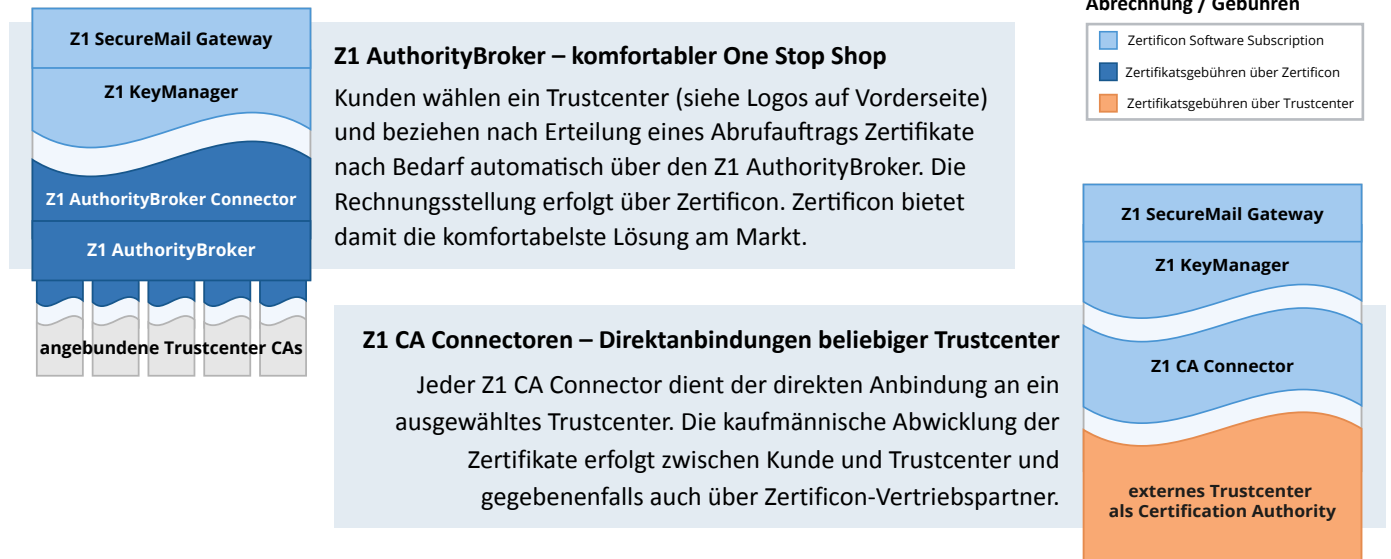 Z1 SecureMail Gateway
Z1 KeyManager
Z1 AuthorityBroker Connector
Z1 AuthorityBroker
angebundene Trustcenter CAs
Z1 AuthorityBroker – komfortabler One Stop Shop
Kunden wählen ein Trustcenter (siehe Logos auf Vorderseite)
und beziehen nach Erteilung eines Abrufauftrags Zertifikate
nach Bedarf automatisch über den Z1 AuthorityBroker. Die
Rechnungsstellung erfolgt über Zertificon. Zertificon bietet
damit die komfortabelste Lösung am Markt.
Abrechnung / Gebühren
Zertificon Software Subscription
Zertifikatsgebühren über Zertificon
Zertifikatsgebühren über Trustcenter
Z1 CA Connectoren – Direktanbindungen beliebiger Trustcenter
Jeder Z1 CA Connector dient der direkten Anbindung an ein
ausgewähltes Trustcenter. Die kaufmännische Abwicklung der
Zertifikate erfolgt zwischen Kunde und Trustcenter und
gegebenenfalls auch über Zertificon-Vertriebspartner.
Z1 SecureMail Gateway
Z1 KeyManager
Z1 CA Connector
externes Trustcenter
als Certification Authority